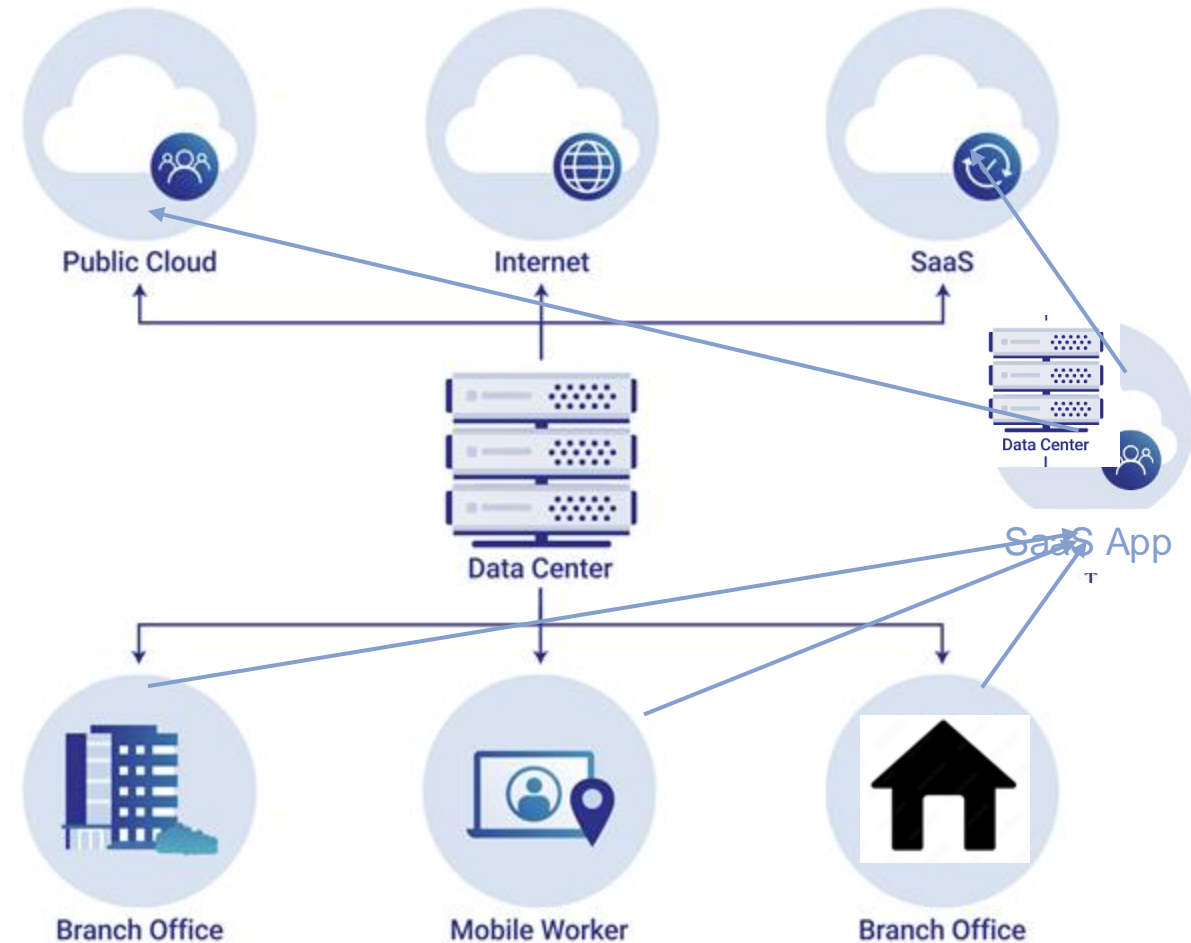 Public Cloud
Internet
SaaS
Data Center
SaaS App
T
Data Center
Branch Office
Mobile Worker
Branch Office